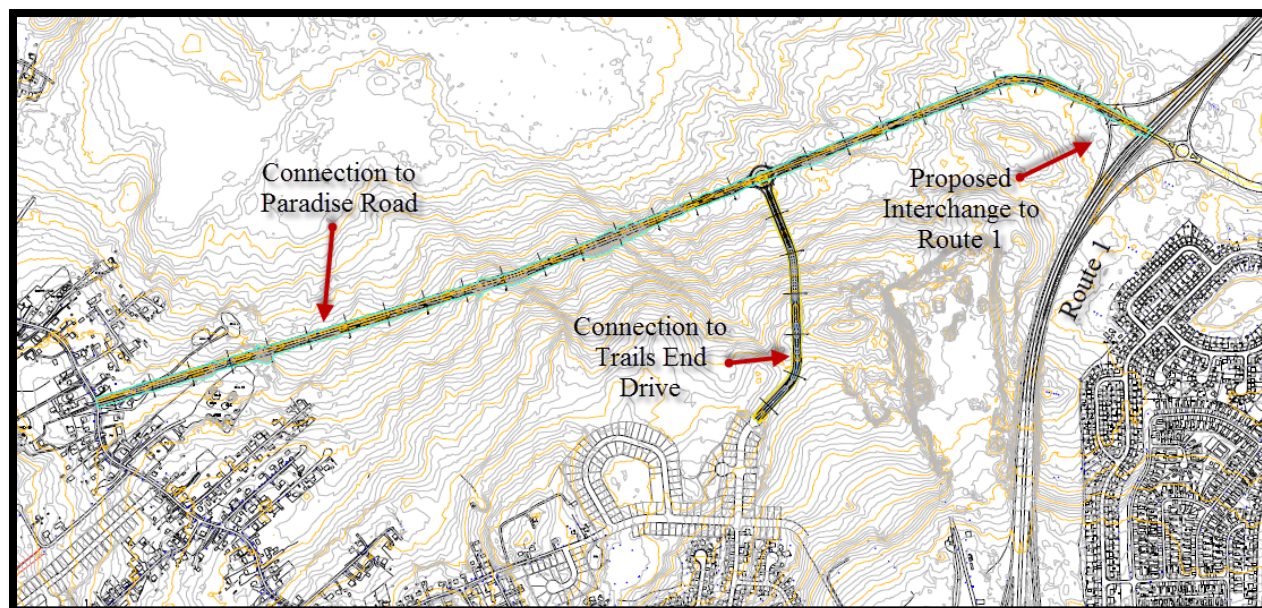 Connection to
Paradise Road
Proposed
Interchange to
Route 1
Route 1
Connection to
Trails End
Drive